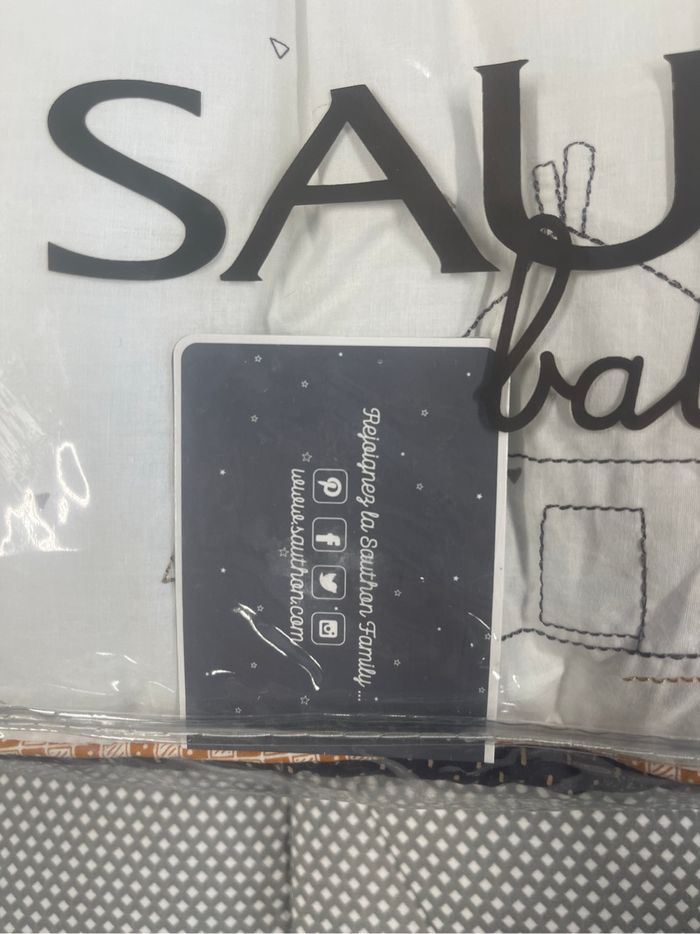 SAU
ba
Rejoignez la Sauthon Family ...
www.sauthon.com